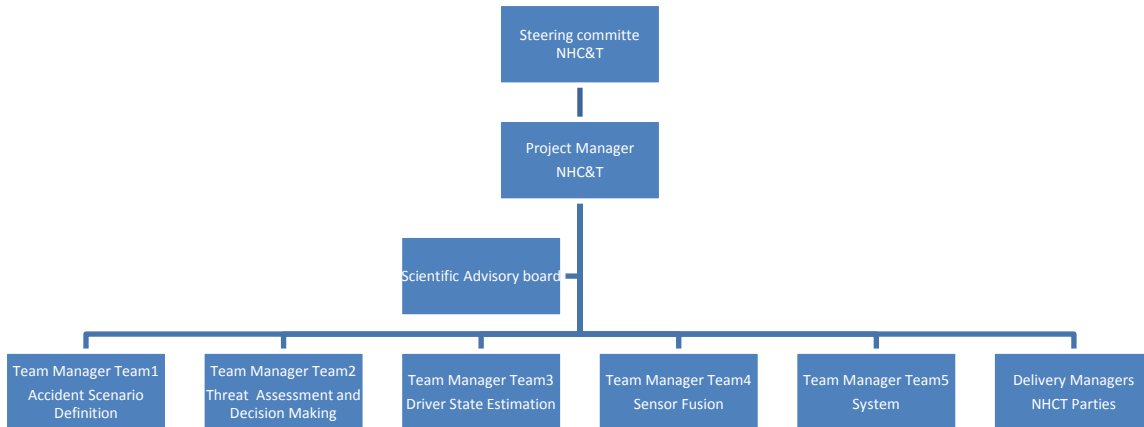 Steering committe
NHC&T
Project Manager
NHC&T
Scientific Advisory board
Team Manager Team1
Accident Scenario
Definition
Team Manager Team2
Threat  Assessment and
Decision Making
Team Manager Team3
Driver State Estimation
Team Manager Team4
Sensor Fusion
Team Manager Team5
System
Delivery Managers
NHCT Parties